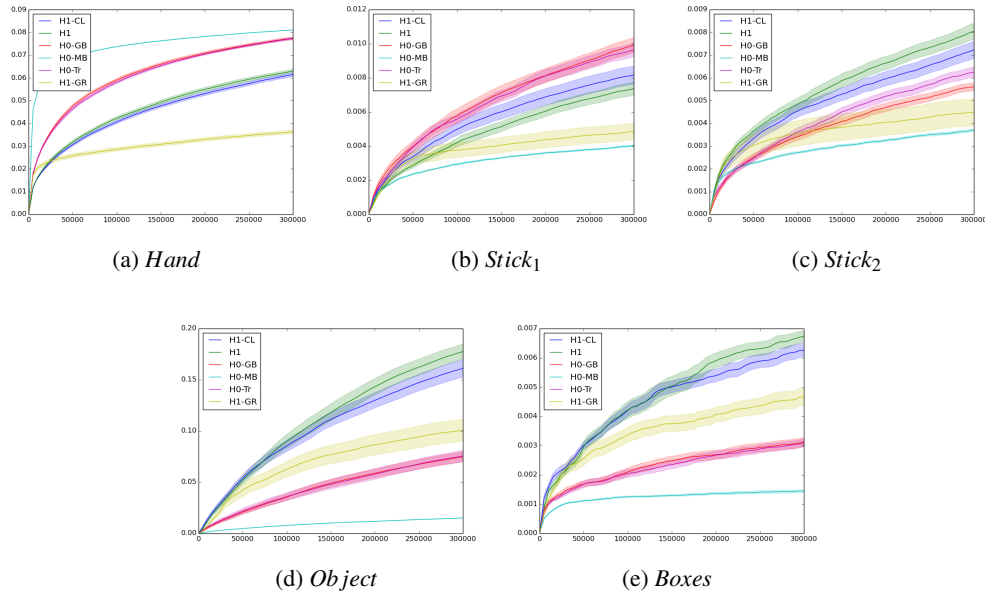 0.09
0.08
0.07
0.06
0.05
0.04
0.03
0.02
0.01
0.00
0 50000 100000 150000 200000 250000 300000
H1-CL
H1
H0-GB
H0-MB
H0-Tr
H1-GR
(a) Hand
0.012
0.010
0.008
0.006
0.004
0.002
0.000
0 50000 100000 150000 200000 250000 300000
H1-CL
H1
H0-GB
H0-MB
H0-Tr
H1-GR
(b) Stick1
0.009
0.008
0.007
0.006
0.005
0.004
0.003
0.002
0.001
0.000
0 50000 100000 150000 200000 250000 300000
H1-CL
H1
H0-GB
H0-MB
H0-Tr
H1-GR
(c) Stick2
0.20
0.15
0.10
0.05
0.00
0 50000 100000 150000 200000 250000 300000
H1-CL
H1
H0-GB
H0-MB
H0-Tr
H1-GR
(d) Object
0.007
0.006
0.005
0.004
0.003
0.002
0.001
0.000
0 50000 100000 150000 200000 250000 300000
H1-CL
H1
H0-GB
H0-MB
H0-Tr
H1-GR
(e) Boxes